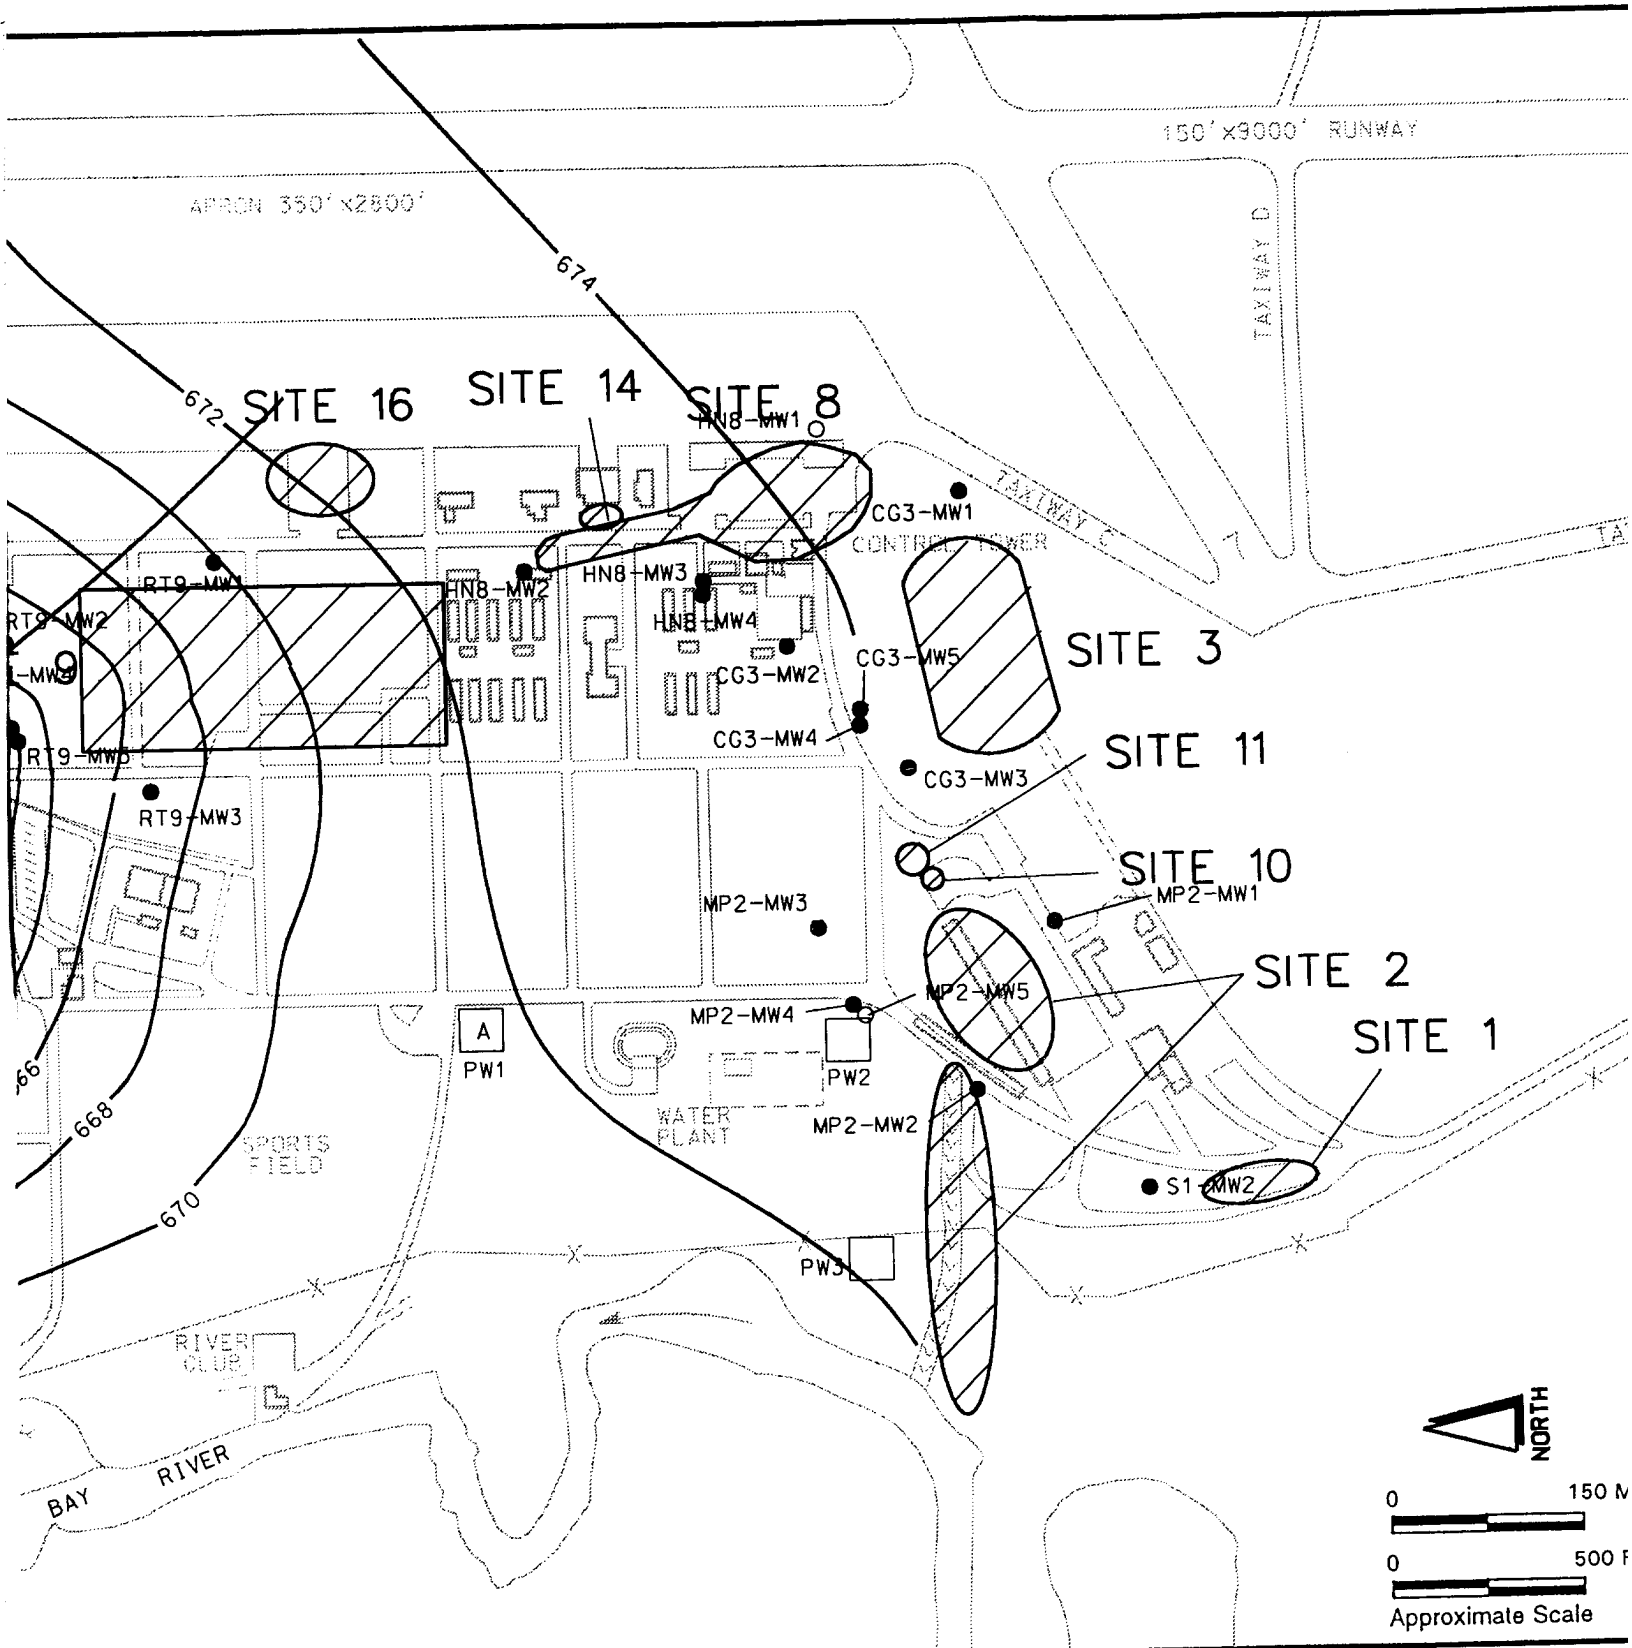 150'x9000' RUNWAY
APRON 350'x2800'
TAXIWAY D
674
SITE 16
SITE 14
SITE 8
672
HN8-MW1
CG3-MW1
TAXIWAY C
CONTROL TOWER
TA
RT9-MW1
HN8-MW2
HN8-MW3
HN8-MW4
RT9-MW2
9
SITE 3
CG3-MW5
CG3-MW2
CG3-MW4
SITE 11
CG3-MW3
RT9-MW3
SITE 10
MP2-MW1
MP2-MW3
SITE 2
MP2-MW5
MP2-MW4
SITE 1
A
PW1
PW2
66
668
WATER
PLANT
MP2-MW2
SPORTS
FIELD
S1-MW2
670
PW3
RIVER
CLUB
BAY RIVER
NORTH
0 150 M
0 500 F
Approximate Scale